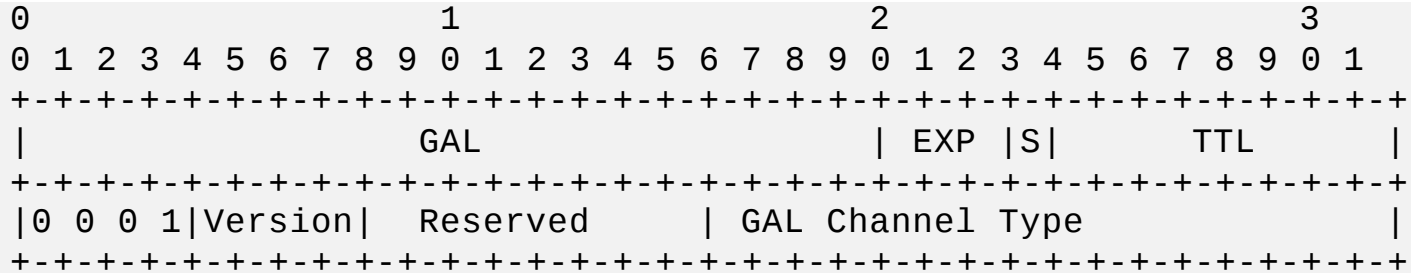 0                   1                   2                   3
0 1 2 3 4 5 6 7 8 9 0 1 2 3 4 5 6 7 8 9 0 1 2 3 4 5 6 7 8 9 0 1
+-+-+-+-+-+-+-+-+-+-+-+-+-+-+-+-+-+-+-+-+-+-+-+-+-+-+-+-+-+-+-+-+
|                  GAL                  | EXP |S|      TTL      |
+-+-+-+-+-+-+-+-+-+-+-+-+-+-+-+-+-+-+-+-+-+-+-+-+-+-+-+-+-+-+-+-+
|0 0 0 1|Version|  Reserved     | GAL Channel Type              |
+-+-+-+-+-+-+-+-+-+-+-+-+-+-+-+-+-+-+-+-+-+-+-+-+-+-+-+-+-+-+-+-+